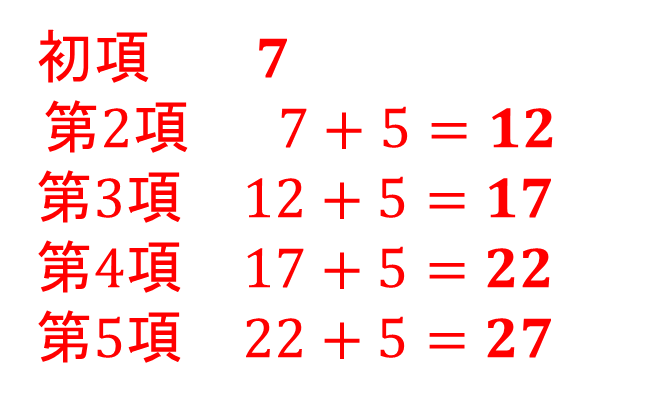 初項 7
第2項 7 + 5 = 12
第3項 12 + 5 = 17
第4項 17 + 5 = 22
第5項 22 + 5 = 27